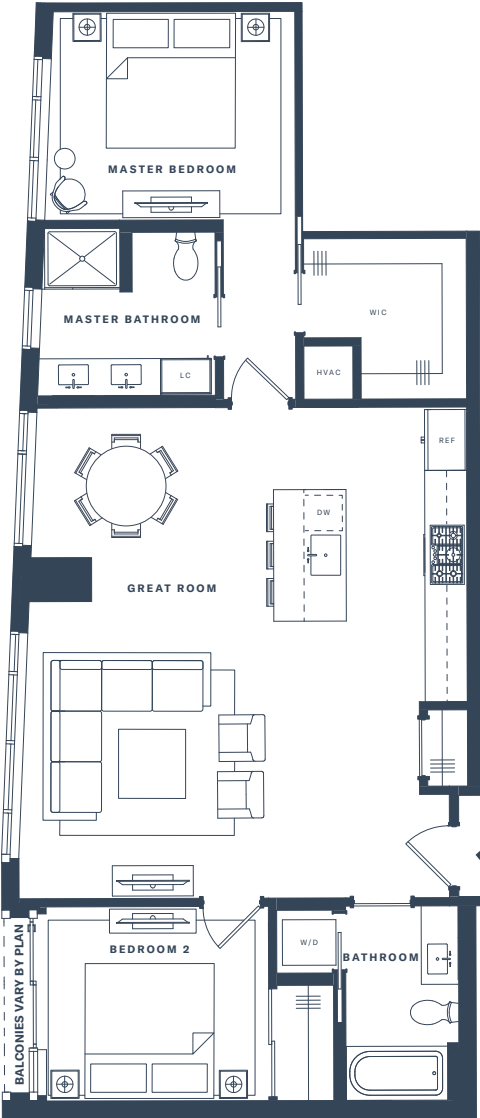 MASTER BEDROOM
WIC
MASTER BATHROOM
HVAC
LC
REF
DW
GREAT ROOM
BALCONIES VARY BY PLAN
BEDROOM 2
W/D
BATHROOM